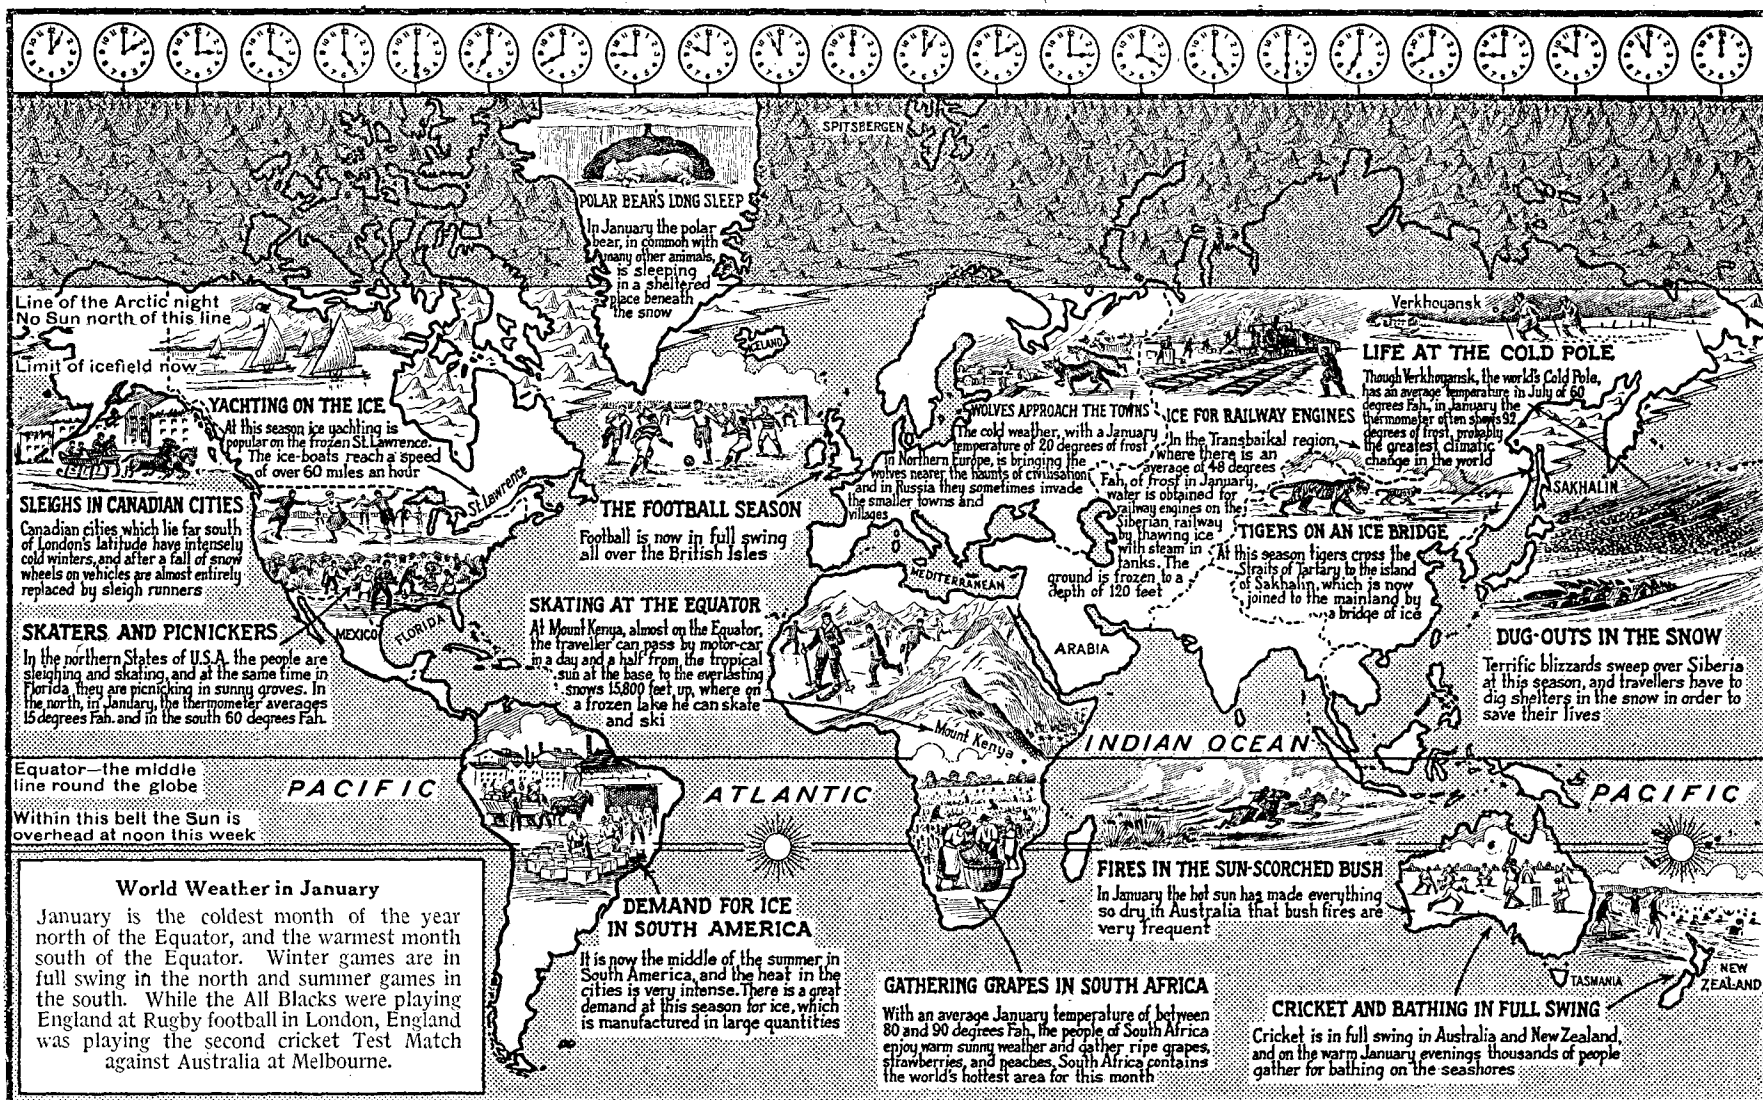 SPITSBERGEN
POLAR BEAR'S LONG SLEEP
In January the polar
bear, in common with
many other animals,
is sleeping
in a sheltered
place beneath
the snow
Line of the Arctic night
No Sun north of this line
Limit of icefield now
ICELAND
Verkhoyansk
LIFE AT THE COLD POLE
Though Verkhoyansk, the world's Cold Pole,
has an average temperature in July of 60
degrees Fah., in January the
thermometer often shows 92
degrees of frost, probably
the greatest climatic
change in the world
YACHTING ON THE ICE
At this season ice yachting is
popular on the frozen St. Lawrence.
The ice-boats reach a speed
of over 60 miles an hour
St. Lawrence
WOLVES APPROACH THE TOWNS
The cold weather, with a January
temperature of 20 degrees of frost
in Northern Europe, is bringing the
wolves nearer the haunts of civilisation
and in Russia they sometimes invade
the smaller towns and
villages
ICE FOR RAILWAY ENGINES
In the Transbaikal region,
where there is an
average of 48 degrees
Fah. of frost in January,
water is obtained for
railway engines on the
Siberian railway
by thawing ice
with steam in
tanks. The
ground is frozen to a
depth of 120 feet
SLEIGHS IN CANADIAN CITIES
Canadian cities which lie far south
of London's latitude have intensely
cold winters, and after a fall of snow
wheels on vehicles are almost entirely
replaced by sleigh runners
THE FOOTBALL SEASON
Football is now in full swing
all over the British Isles
SAKHALIN
TIGERS ON AN ICE BRIDGE
At this season tigers cross the
Straits of Tartary to the island
of Sakhalin, which is now
joined to the mainland by
a bridge of ice
MEDITERRANEAN
SKATERS AND PICNICKERS
In the northern States of U.S.A. the people are
sleighing and skating, and at the same time in
Florida they are picnicking in sunny groves. In
the north, in January, the thermometer averages
15 degrees Fah. and in the south 60 degrees Fah.
MEXICO
FLORIDA
SKATING AT THE EQUATOR
At Mount Kenya, almost on the Equator,
the traveller can pass by motor-car
in a day and a half from the tropical
sun at the base to the everlasting
snows 15,800 feet up, where on
a frozen lake he can skate
and ski
ARABIA
DUG-OUTS IN THE SNOW
Terrific blizzards sweep over Siberia
at this season, and travellers have to
dig shelters in the snow in order to
save their lives
Mount Kenya
INDIAN OCEAN
Equator—the middle
line round the globe
PACIFIC
ATLANTIC
PACIFIC
Within this belt the Sun is
overhead at noon this week
World Weather in January
January is the coldest month of the year
north of the Equator, and the warmest month
south of the Equator. Winter games are in
full swing in the north and summer games in
the south. While the All Blacks were playing
England at Rugby football in London, England
was playing the second cricket Test Match
against Australia at Melbourne.
DEMAND FOR ICE
IN SOUTH AMERICA
It is now the middle of the summer in
South America, and the heat in the
cities is very intense. There is a great
demand at this season for ice, which
is manufactured in large quantities
GATHERING GRAPES IN SOUTH AFRICA
With an average January temperature of between
80 and 90 degrees Fah., the people of South Africa
enjoy warm sunny weather and gather ripe grapes,
strawberries, and peaches. South Africa contains
the world's hottest area for this month
FIRES IN THE SUN-SCORCHED BUSH
In January the hot sun has made everything
so dry in Australia that bush fires are
very frequent
TASMANIA
NEW
ZEALAND
CRICKET AND BATHING IN FULL SWING
Cricket is in full swing in Australia and New Zealand,
and on the warm January evenings thousands of people
gather for bathing on the seashores